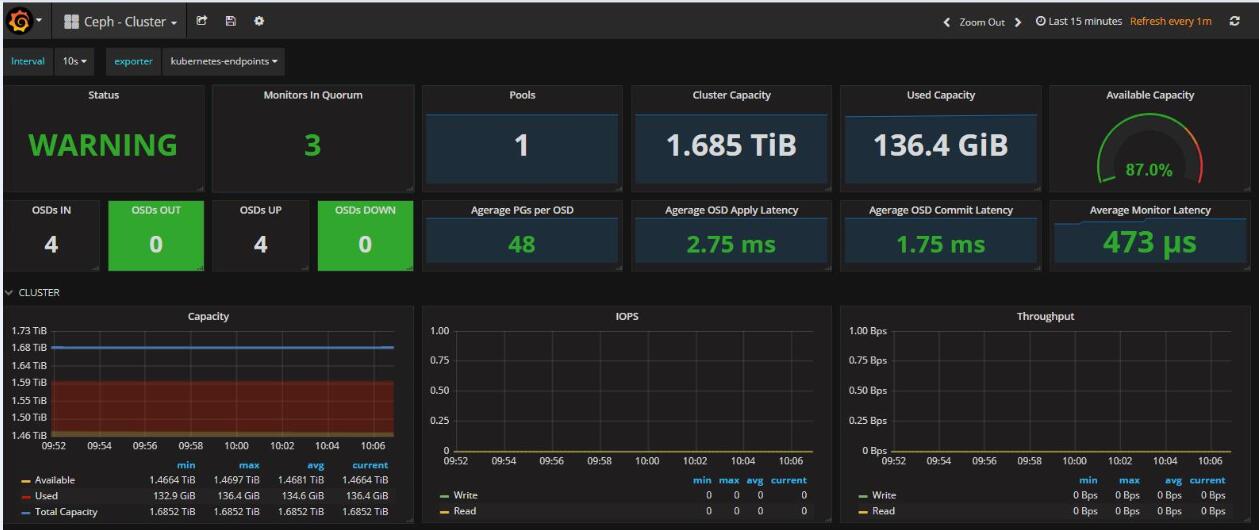 Ceph - Cluster
Zoom Out Last 15 minutes Refresh every 1m
Interval 10s exporter kubernetes-endpoints
Status Monitors In Quorum Pools Cluster Capacity Used Capacity Available Capacity
WARNING 3 1 1.685 TiB 136.4 GiB 87.0%
OSDs IN OSDs OUT OSDs UP OSDs DOWN Agerage PGs per OSD Agerage OSD Apply Latency Agerage OSD Commit Latency Average Monitor Latency
4 0 4 0 48 2.75 ms 1.75 ms 473 µs
CLUSTER
Capacity
1.73 TiB
1.68 TiB
1.64 TiB
1.59 TiB
1.55 TiB
1.50 TiB
1.46 TiB
09:52 09:54 09:56 09:58 10:00 10:02 10:04 10:06
min max avg current
Available 1.4664 TiB 1.4697 TiB 1.4681 TiB 1.4664 TiB
Used 132.9 GiB 136.4 GiB 134.6 GiB 136.4 GiB
Total Capacity 1.6852 TiB 1.6852 TiB 1.6852 TiB 1.6852 TiB
IOPS
1.00
0.75
0.50
0.25
0
09:52 09:54 09:56 09:58 10:00 10:02 10:04 10:06
min max avg current
Write 0 0 0 0
Read 0 0 0 0
Throughput
1.00 Bps
0.75 Bps
0.50 Bps
0.25 Bps
0 Bps
09:52 09:54 09:56 09:58 10:00 10:02 10:04 10:06
min max avg current
Write 0 Bps 0 Bps 0 Bps 0 Bps
Read 0 Bps 0 Bps 0 Bps 0 Bps